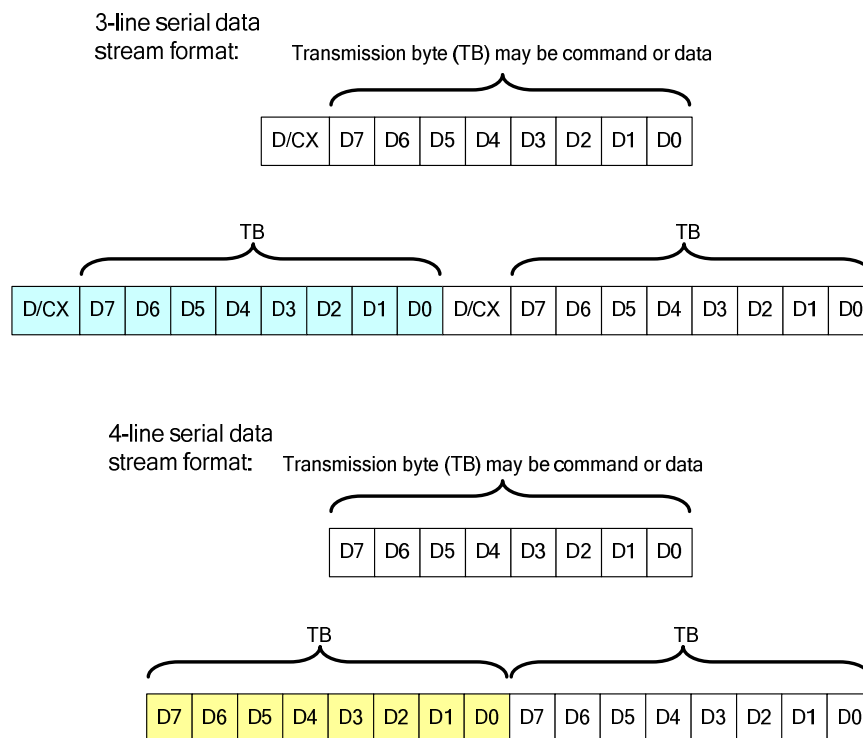 3-line serial data
stream format:
Transmission byte (TB) may be command or data
D/CX D7 D6 D5 D4 D3 D2 D1 D0
TB TB
D/CX D7 D6 D5 D4 D3 D2 D1 D0 D/CX D7 D6 D5 D4 D3 D2 D1 D0
4-line serial data
stream format:
Transmission byte (TB) may be command or data
D7 D6 D5 D4 D3 D2 D1 D0
TB TB
D7 D6 D5 D4 D3 D2 D1 D0 D7 D6 D5 D4 D3 D2 D1 D0